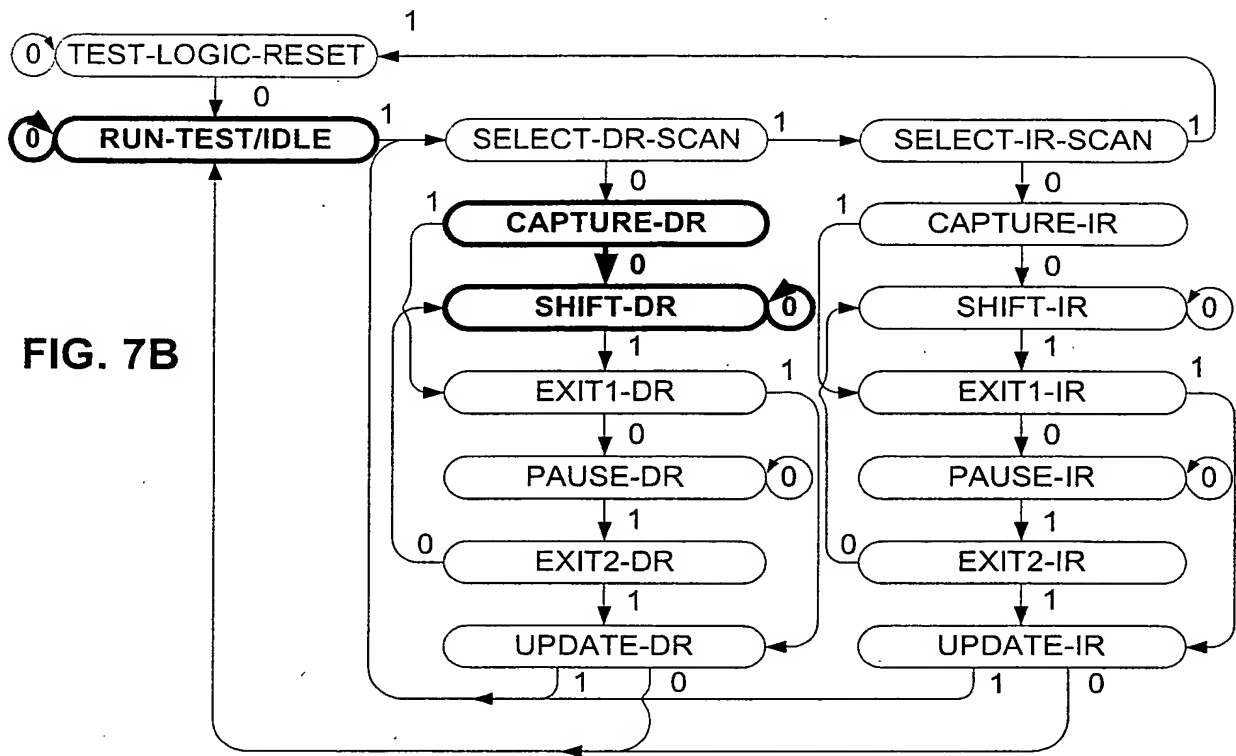 1
0 TEST-LOGIC-RESET
0
0 RUN-TEST/IDLE 1 SELECT-DR-SCAN 1 SELECT-IR-SCAN 1
0 0
1 CAPTURE-DR 1 CAPTURE-IR
0 0
SHIFT-DR 0 SHIFT-IR 0
FIG. 7B
1 1
EXIT1-DR 1 EXIT1-IR 1
0 0
PAUSE-DR 0 PAUSE-IR 0
1 1
0 EXIT2-DR 0 EXIT2-IR
1 1
UPDATE-DR UPDATE-IR
1 0 1 0